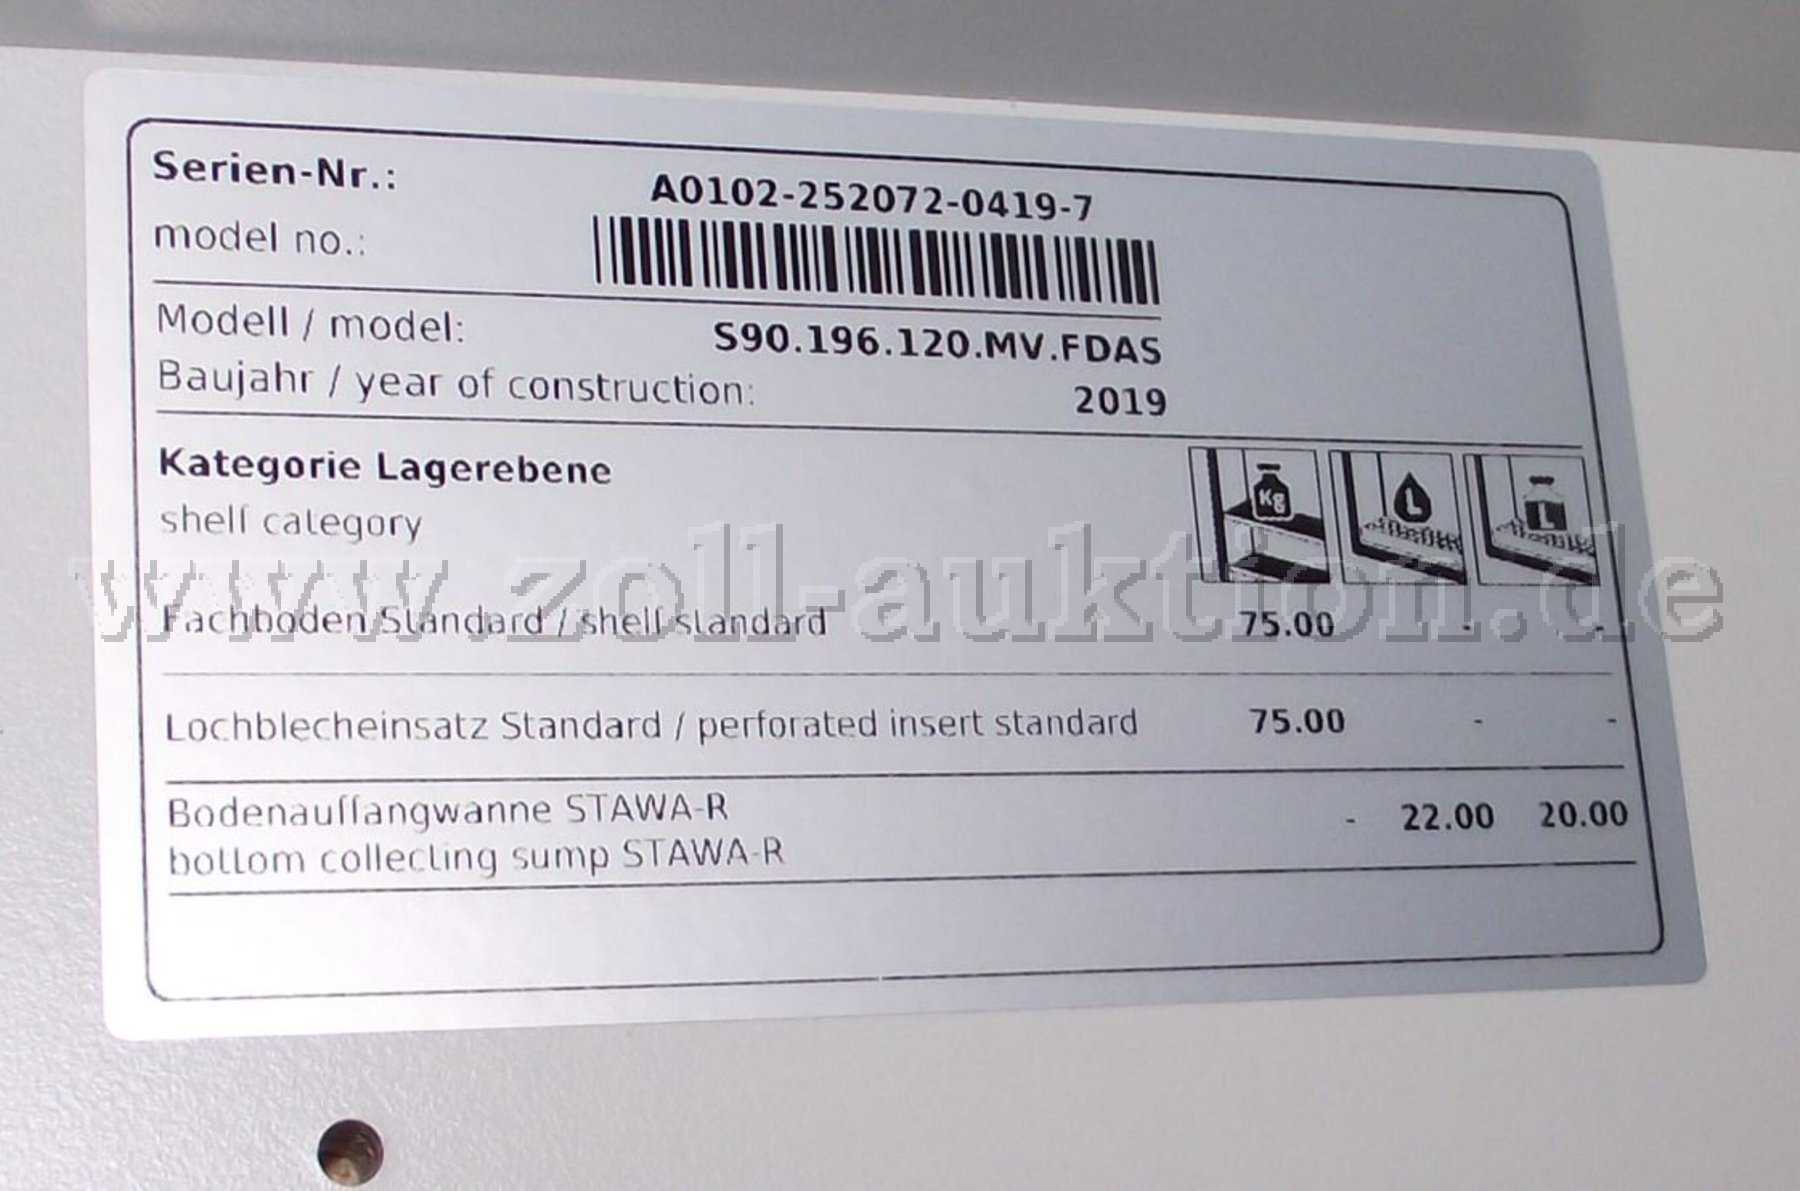 Serien-Nr.:
A0102-252072-0419-7
model no.:
Modell / model:
S90.196.120.MV.FDAS
Baujahr / year of construction:
2019
Kategorie Lagerebene
shelf category
Kg
L
L
www.zoll-auktion.de
Fachboden Standard / shelf standard 75.00 - -
Lochblecheinsatz Standard / perforated insert standard 75.00 - -
Bodenauffangwanne STAWA-R
bottom collecting sump STAWA-R
- 22.00 20.00